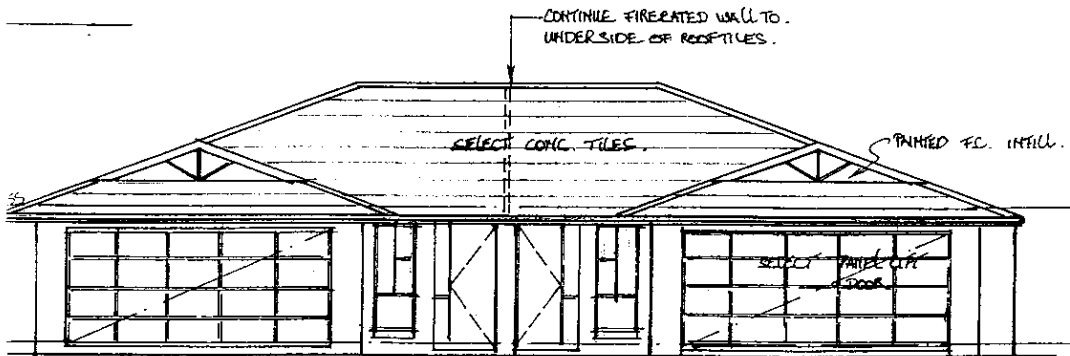 CONTINUE FIRERATED WALL TO.
UNDERSIDE OF ROOFTILES.
SELECT CONC. TILES.
PAINTED F.C. INFILL.
SELECT PANEL LIFT
DOOR.